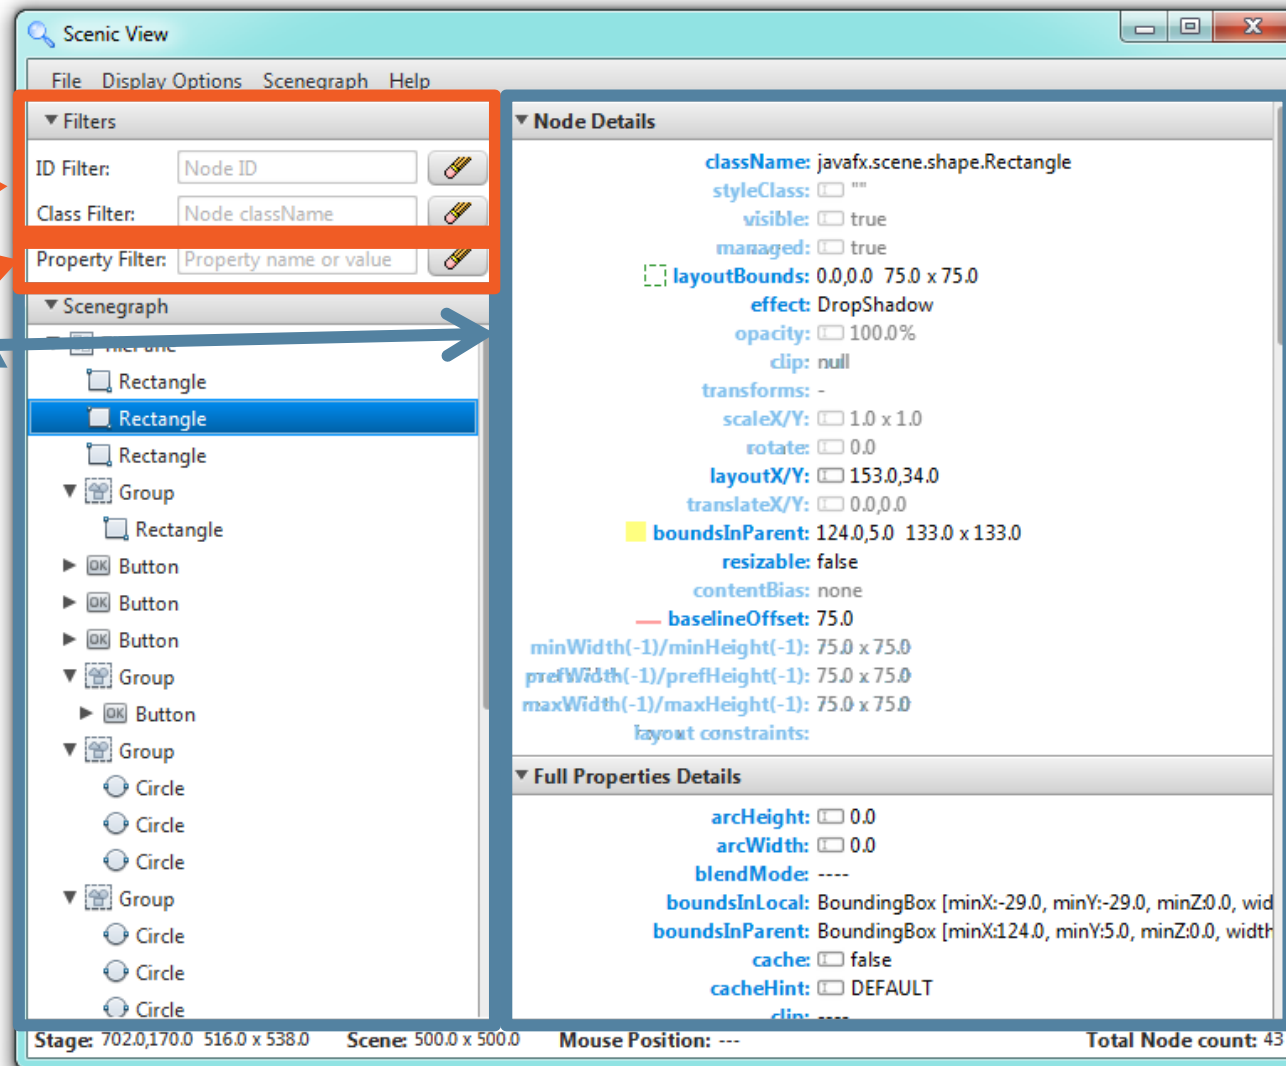 Scenic View
File Display Options Scenegraph Help
Filters
ID Filter: Node ID
Class Filter: Node className
Property Filter: Property name or value
Scenegraph
Rectangle
Rectangle
Rectangle
Group
Rectangle
OK Button
OK Button
OK Button
Group
OK Button
Group
Circle
Circle
Circle
Group
Circle
Circle
Circle
Node Details
className: javafx.scene.shape.Rectangle
styleClass: ""
visible: true
managed: true
layoutBounds: 0.0,0.0 75.0 x 75.0
effect: DropShadow
opacity: 100.0%
clip: null
transforms: -
scaleX/Y: 1.0 x 1.0
rotate: 0.0
layoutX/Y: 153.0,34.0
translateX/Y: 0.0,0.0
boundsInParent: 124.0,5.0 133.0 x 133.0
resizable: false
contentBias: none
baselineOffset: 75.0
minWidth(-1)/minHeight(-1): 75.0 x 75.0
prefWidth(-1)/prefHeight(-1): 75.0 x 75.0
maxWidth(-1)/maxHeight(-1): 75.0 x 75.0
layout constraints:
Full Properties Details
arcHeight: 0.0
arcWidth: 0.0
blendMode: ----
boundsInLocal: BoundingBox [minX:-29.0, minY:-29.0, minZ:0.0, wid
boundsInParent: BoundingBox [minX:124.0, minY:5.0, minZ:0.0, width
cache: false
cacheHint: DEFAULT
clip: ----
Stage: 702.0,170.0 516.0 x 538.0 Scene: 500.0 x 500.0 Mouse Position: --- Total Node count: 43